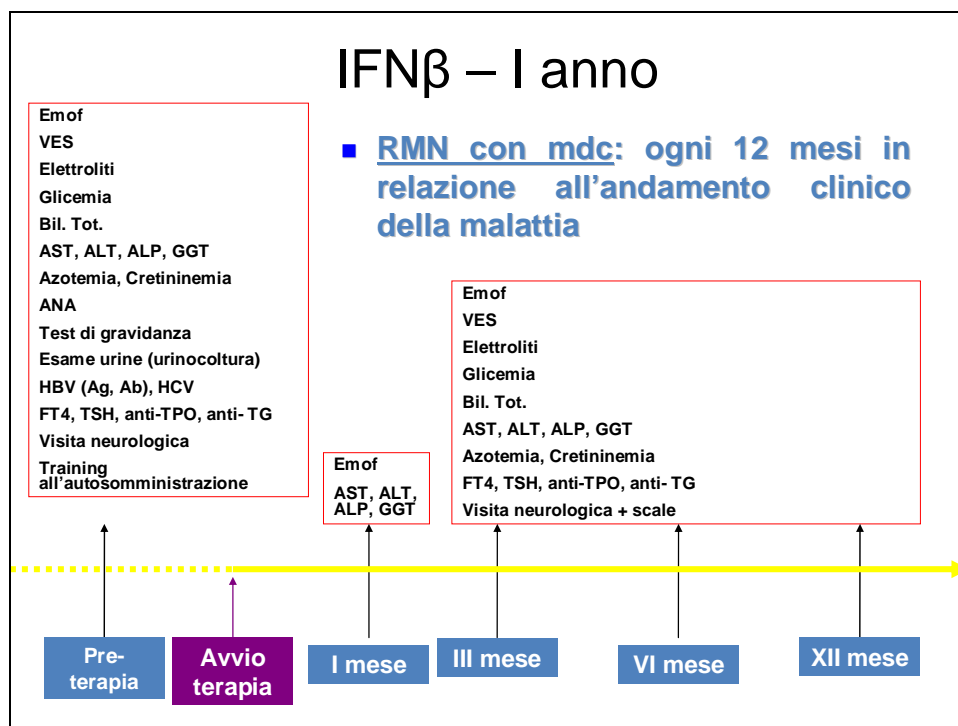 IFNβ – I anno
Emof
VES
Elettroliti
Glicemia
Bil. Tot.
AST, ALT, ALP, GGT
Azotemia, Cretininemia
ANA
Test di gravidanza
Esame urine (urinocoltura)
HBV (Ag, Ab), HCV
FT4, TSH, anti-TPO, anti- TG
Visita neurologica
Training
all’autosomministrazione
RMN con mdc: ogni 12 mesi in
relazione all’andamento clinico
della malattia
Emof
AST, ALT,
ALP, GGT
Emof
VES
Elettroliti
Glicemia
Bil. Tot.
AST, ALT, ALP, GGT
Azotemia, Cretininemia
FT4, TSH, anti-TPO, anti- TG
Visita neurologica + scale
Pre-
terapia
Avvio
terapia
I mese
III mese
VI mese
XII mese